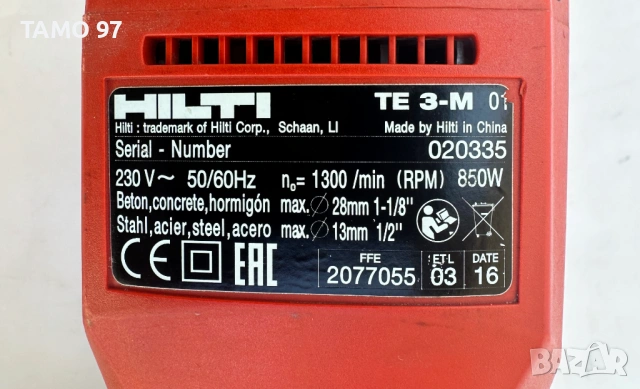 TAMO 97
HILTI TE 3-M 01
Hilti : trademark of Hilti Corp., Schaan, LI Made by Hilti in China
Serial - Number 020335
230 V~ 50/60Hz n₀= 1300 /min (RPM) 850W
Beton,concrete,hormigón max.∅ 28mm 1-1/8"
Stahl,acier,steel,acero max.∅ 13mm 1/2"
CE EAC
FFE ETL DATE
2077055 03 16
BAZAR.BG